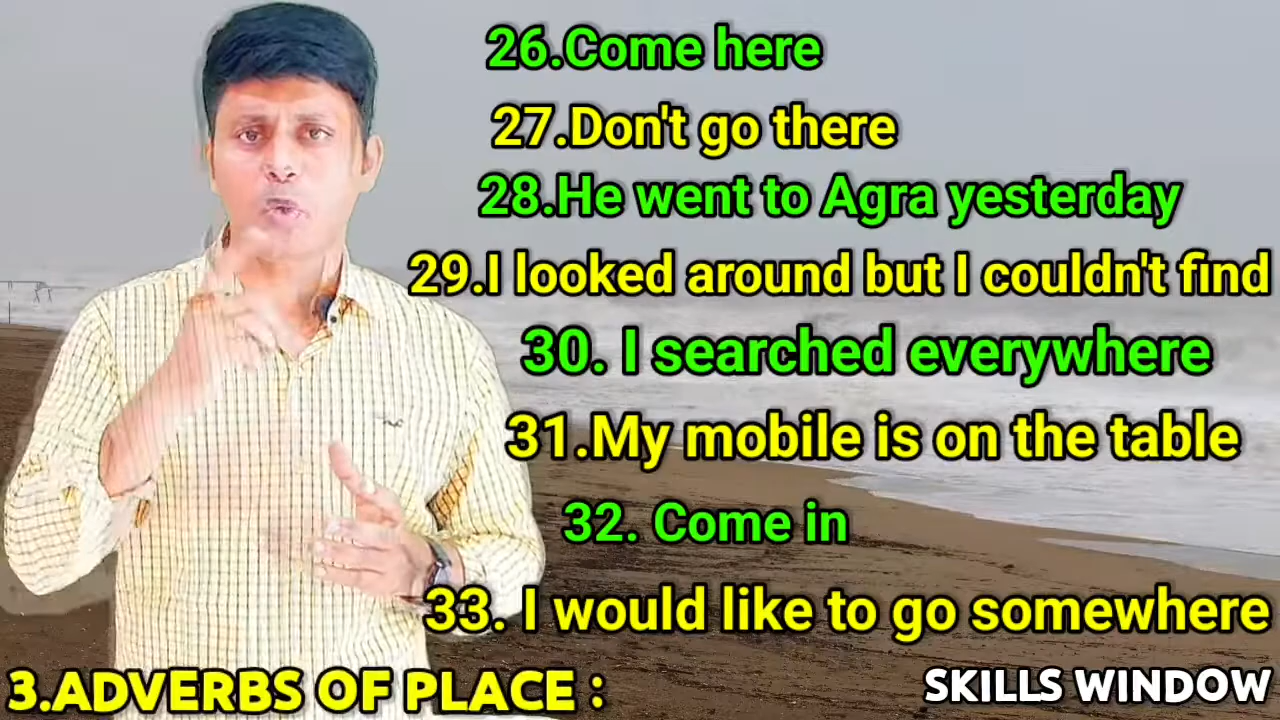 26.Come here
27.Don't go there
28.He went to Agra yesterday
29.I looked around but I couldn't find
30. I searched everywhere
31.My mobile is on the table
32. Come in
33. I would like to go somewhere
3.ADVERBS OF PLACE :
SKILLS WINDOW